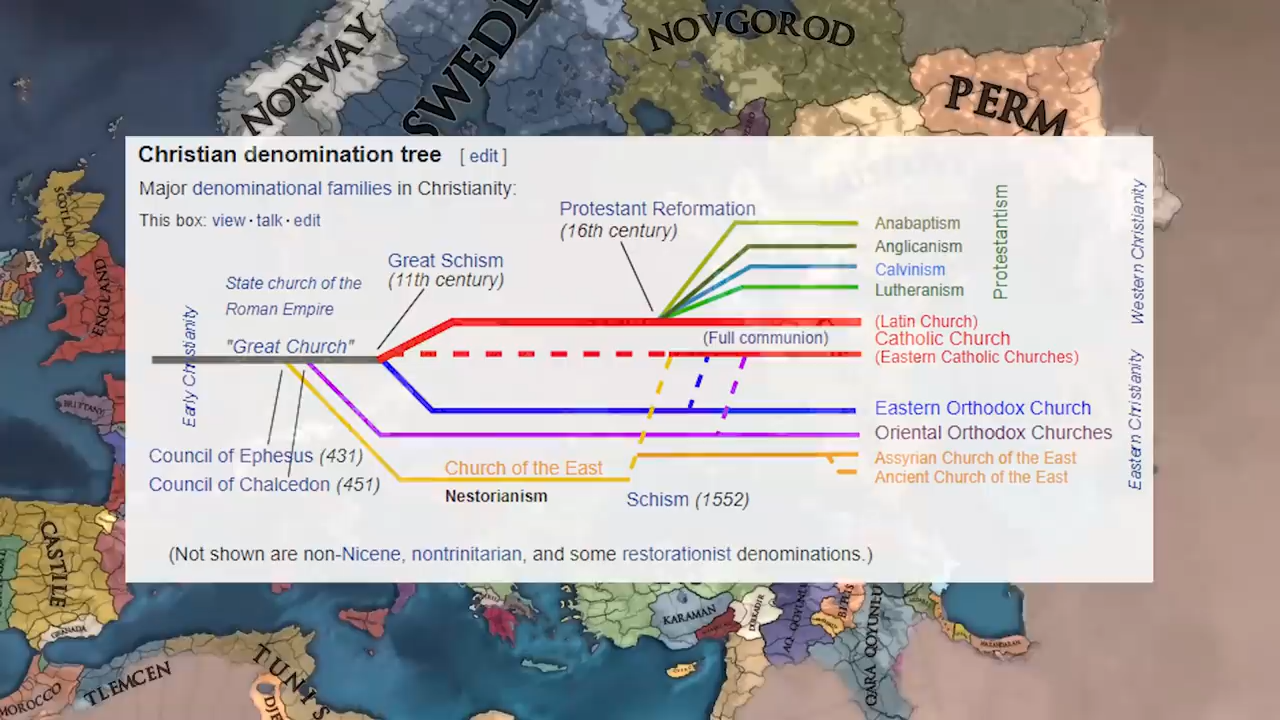 NORWAY
SWEDE
NOVGOROD
PERM
SCOTLAND
ENGLAND
BRITTANY
CASTILE
GRANADA
MOROCCO
TLEMCEN
TUNIS
DJE
KARAMAN
AQ QOYUNLU
QARA QOYUNLU
Christian denomination tree [ edit ]
Major denominational families in Christianity:
This box: view · talk · edit
Protestant Reformation
(16th century)
Great Schism
(11th century)
State church of the
Roman Empire
"Great Church"
Early Christianity
Anabaptism
Anglicanism
Calvinism
Lutheranism
Protestantism
Western Christianity
(Latin Church)
(Full communion)
Catholic Church
(Eastern Catholic Churches)
Eastern Orthodox Church
Oriental Orthodox Churches
Assyrian Church of the East
Ancient Church of the East
Eastern Christianity
Council of Ephesus (431)
Council of Chalcedon (451)
Church of the East
Nestorianism
Schism (1552)
(Not shown are non-Nicene, nontrinitarian, and some restorationist denominations.)